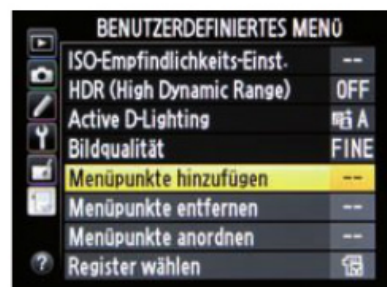 BENUTZERDEFINIERTES MENÜ
ISO-Empfindlichkeits-Einst. --
HDR (High Dynamic Range) OFF
Active D-Lighting A
Bildqualität FINE
Menüpunkte hinzufügen --
Menüpunkte entfernen --
Menüpunkte anordnen --
? Register wählen